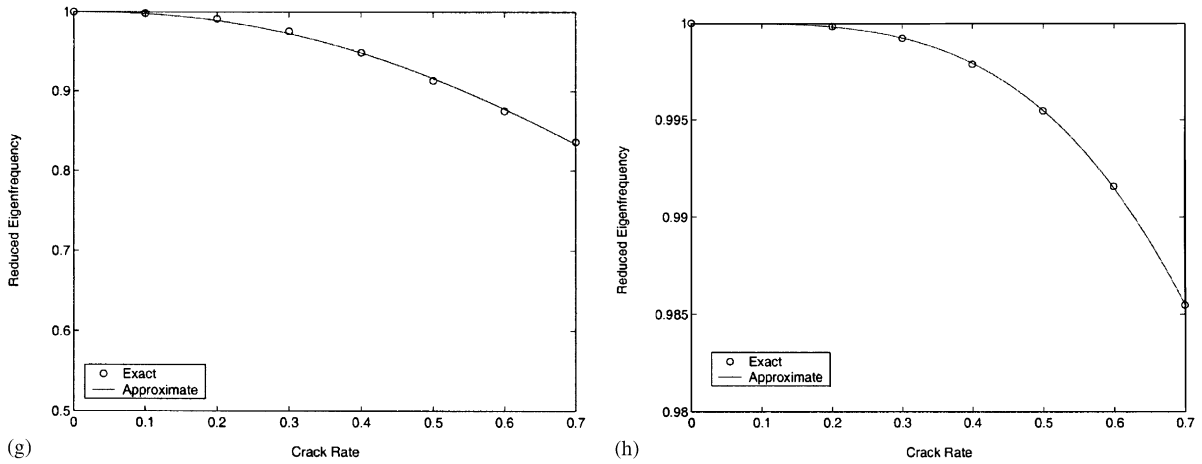 1
0.9
0.8
0.7
0.6
0.5
Reduced Eigenfrequency
Exact
Approximate
0 0.1 0.2 0.3 0.4 0.5 0.6 0.7
Crack Rate
(g)
1
0.995
0.99
0.985
0.98
Reduced Eigenfrequency
Exact
Approximate
0 0.1 0.2 0.3 0.4 0.5 0.6 0.7
Crack Rate
(h)